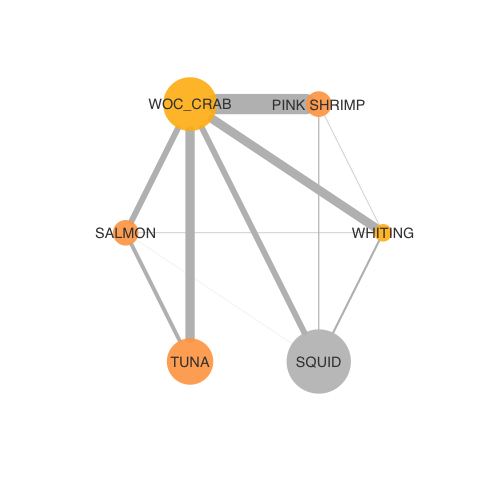 WOC_CRAB
PINK SHRIMP
SALMON
WHITING
TUNA
SQUID